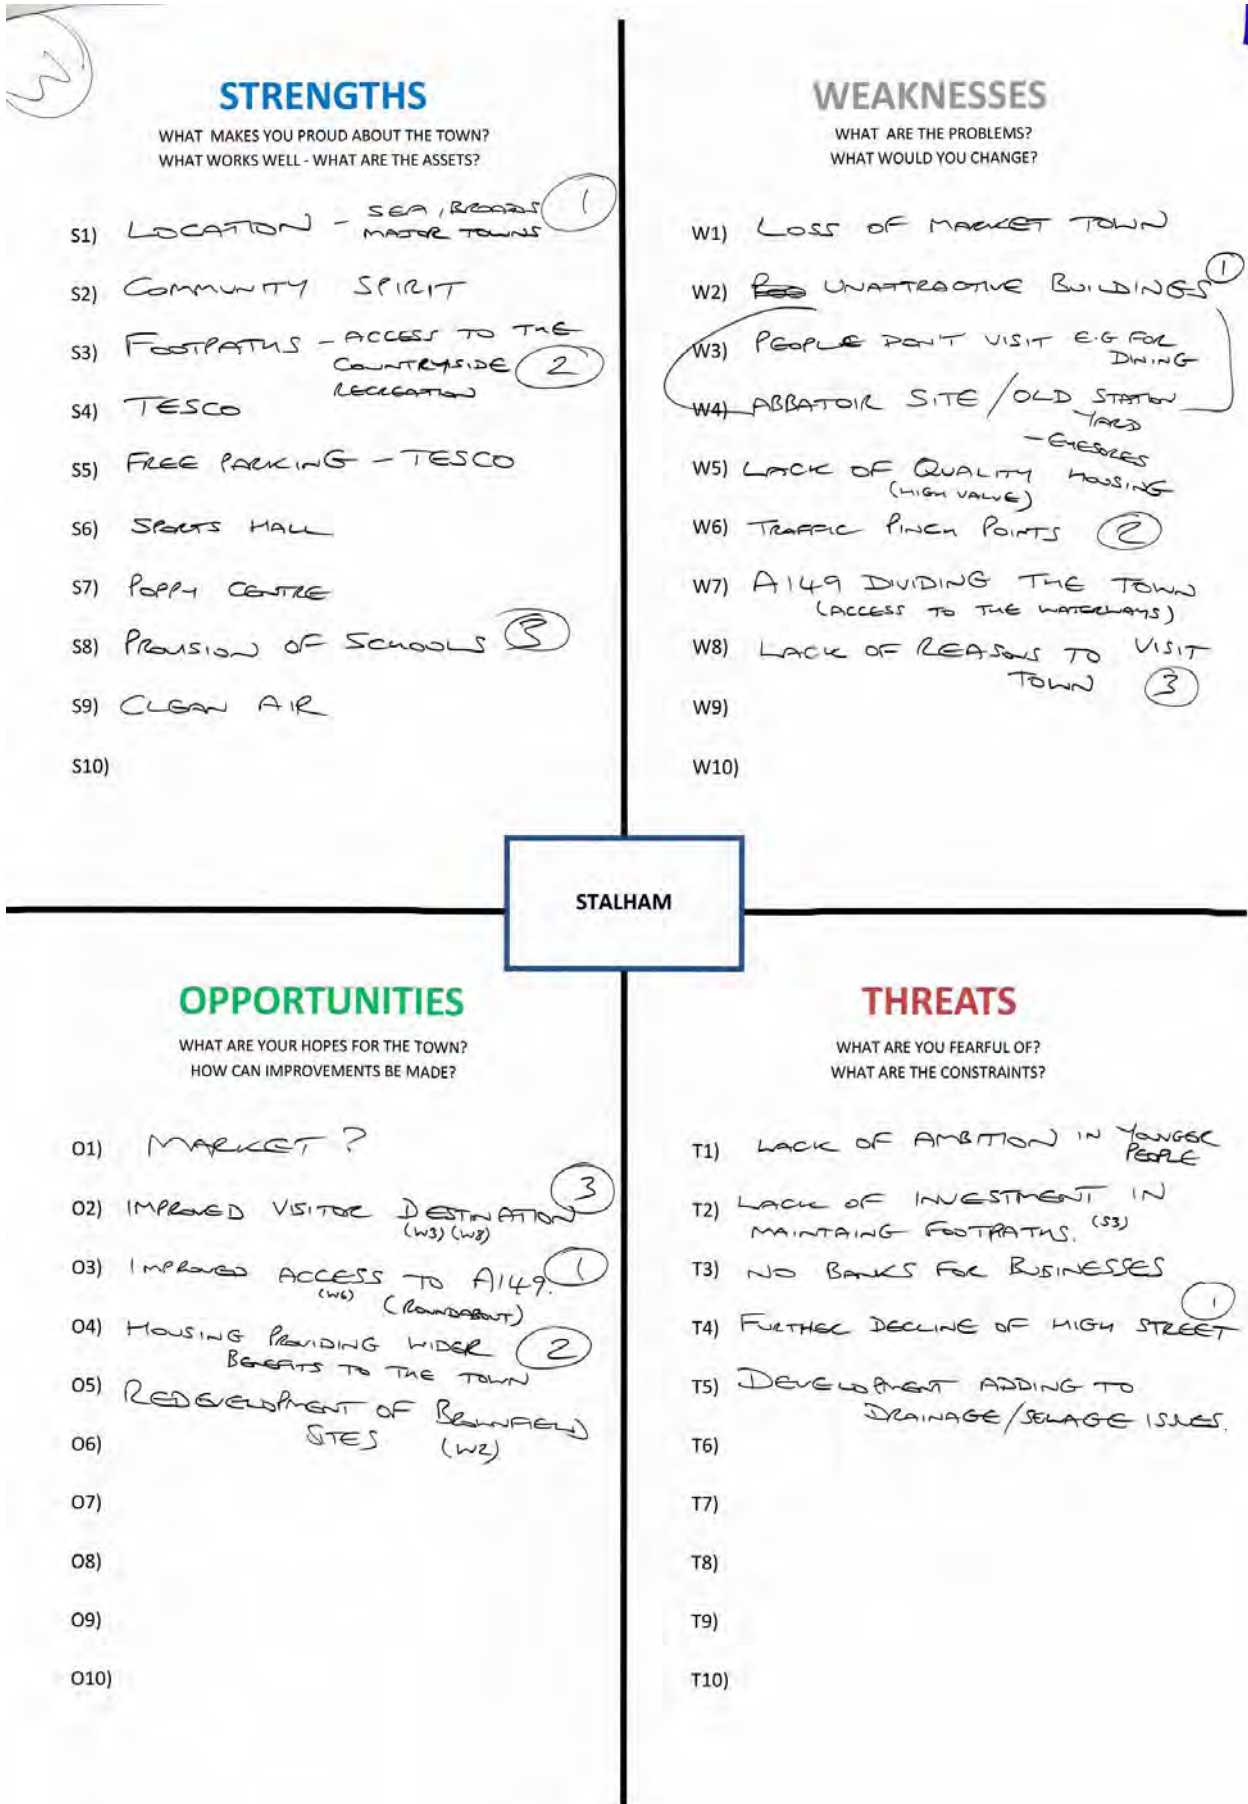 3
STRENGTHS
WHAT MAKES YOU PROUD ABOUT THE TOWN?
WHAT WORKS WELL - WHAT ARE THE ASSETS?
S1) LOCATION - SEA, BROADS 1
MAJOR TOWNS
S2) COMMUNITY SPIRIT
S3) FOOTPATHS - ACCESS TO THE
COUNTRYSIDE 2
RECREATION
S4) TESCO
S5) FREE PARKING - TESCO
S6) SPORTS HALL
S7) POPPY CENTRE
S8) PROVISION OF SCHOOLS 3
S9) CLEAN AIR
S10)
WEAKNESSES
WHAT ARE THE PROBLEMS?
WHAT WOULD YOU CHANGE?
W1) LOSS OF MARKET TOWN
W2) UNATTRACTIVE BUILDINGS 1
W3) PEOPLE DON'T VISIT E.G FOR
DINING
W4) ABBATOIR SITE / OLD STATION
YARD
- EYESORES
W5) LACK OF QUALITY HOUSING
(HIGH VALUE)
W6) TRAFFIC PINCH POINTS 2
W7) A149 DIVIDING THE TOWN
(ACCESS TO THE WATERWAYS)
W8) LACK OF REASONS TO VISIT
TOWN 3
W9)
W10)
STALHAM
OPPORTUNITIES
WHAT ARE YOUR HOPES FOR THE TOWN?
HOW CAN IMPROVEMENTS BE MADE?
O1) MARKET?
O2) IMPROVED VISITOR DESTINATION 3
(W3) (W8)
O3) IMPROVED ACCESS TO A149. 1
(W6) (ROUNDABOUT)
O4) HOUSING PROVIDING WIDER 2
BENEFITS TO THE TOWN
O5) REDEVELOPMENT OF BROWNFIELD
SITES (W2)
O6)
O7)
O8)
O9)
O10)
THREATS
WHAT ARE YOU FEARFUL OF?
WHAT ARE THE CONSTRAINTS?
T1) LACK OF AMBITION IN YOUNGER
PEOPLE
T2) LACK OF INVESTMENT IN
MAINTAING FOOTPATHS. (S3)
T3) NO BANKS FOR BUSINESSES
T4) FURTHER DECLINE OF HIGH STREET 1
T5) DEVELOPMENT ADDING TO
DRAINAGE/SEWAGE ISSUES.
T6)
T7)
T8)
T9)
T10)